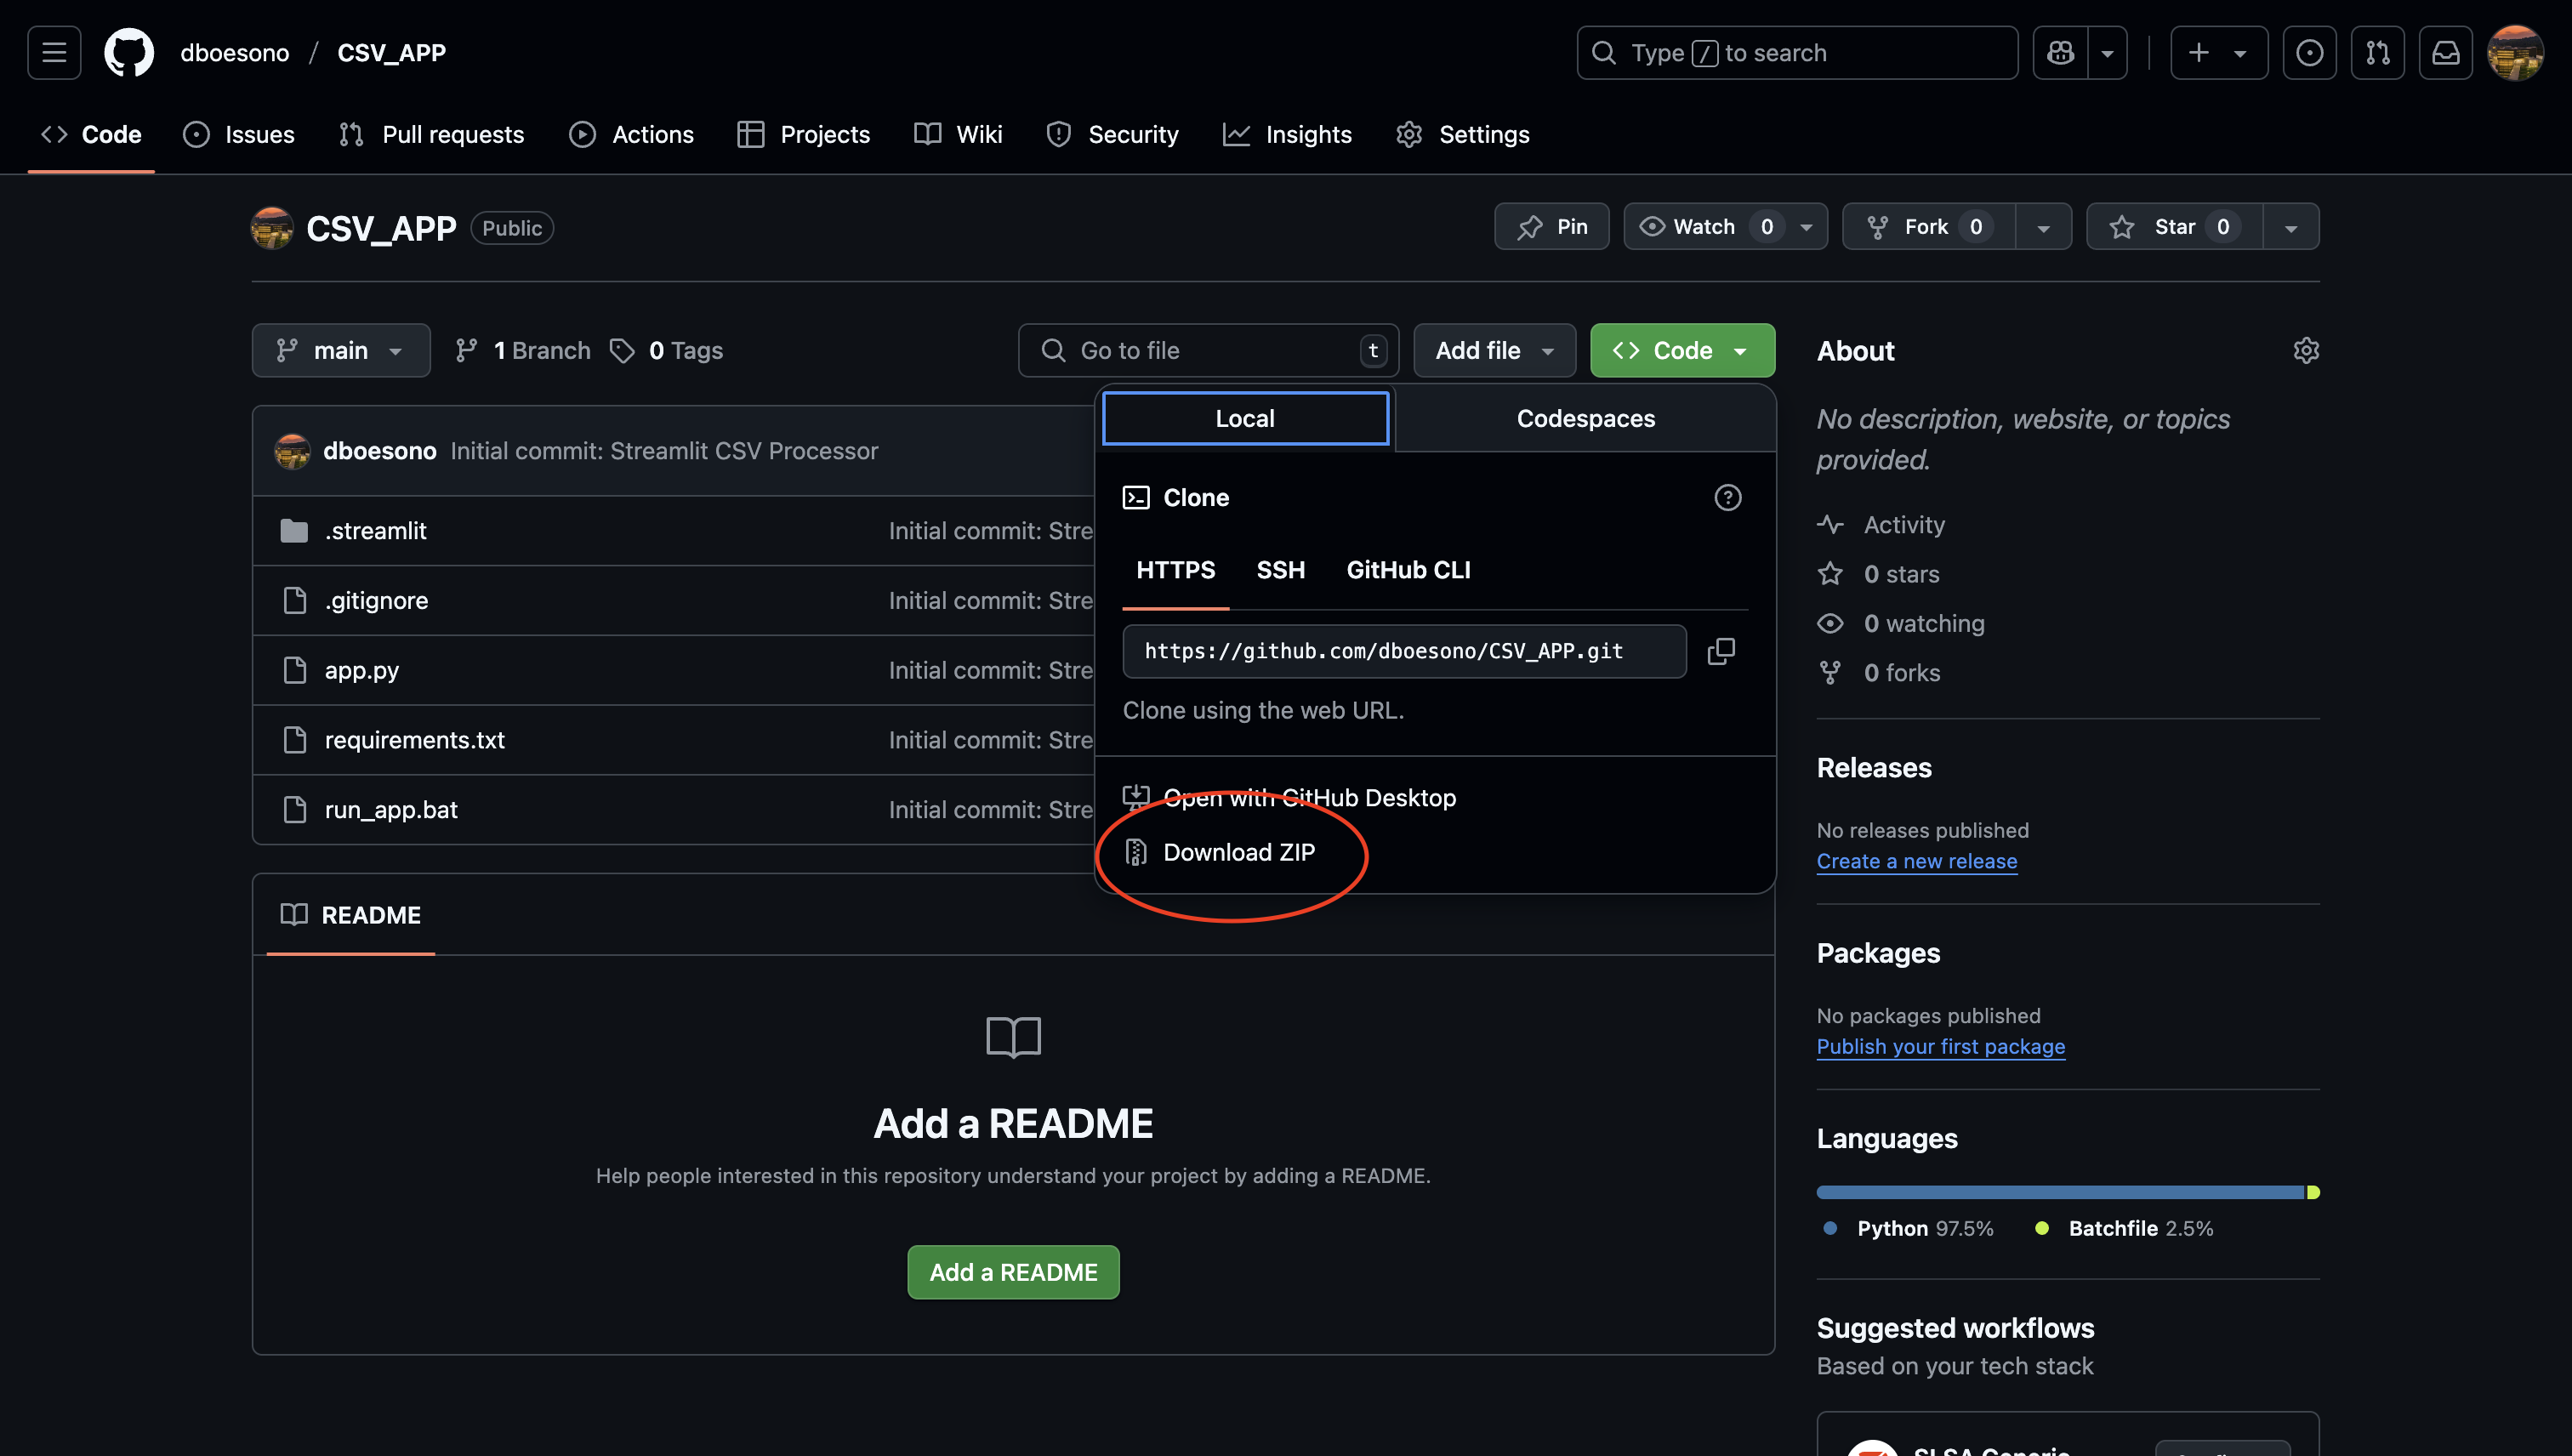 dboesono / CSV_APP
Type / to search
Code Issues Pull requests Actions Projects Wiki Security Insights Settings
CSV_APP Public
Pin Watch 0 Fork 0 Star 0
main 1 Branch 0 Tags
Go to file t Add file Code
dboesono Initial commit: Streamlit CSV Processor
.streamlit Initial commit: Stre
.gitignore Initial commit: Stre
app.py Initial commit: Stre
requirements.txt Initial commit: Stre
run_app.bat Initial commit: Stre
Local Codespaces
Clone
HTTPS SSH GitHub CLI
https://github.com/dboesono/CSV_APP.git
Clone using the web URL.
Open with GitHub Desktop
Download ZIP
README
Add a README
Help people interested in this repository understand your project by adding a README.
Add a README
About
No description, website, or topics
provided.
Activity
0 stars
0 watching
0 forks
Releases
No releases published
Create a new release
Packages
No packages published
Publish your first package
Languages
Python 97.5% Batchfile 2.5%
Suggested workflows
Based on your tech stack
SLSA Generic